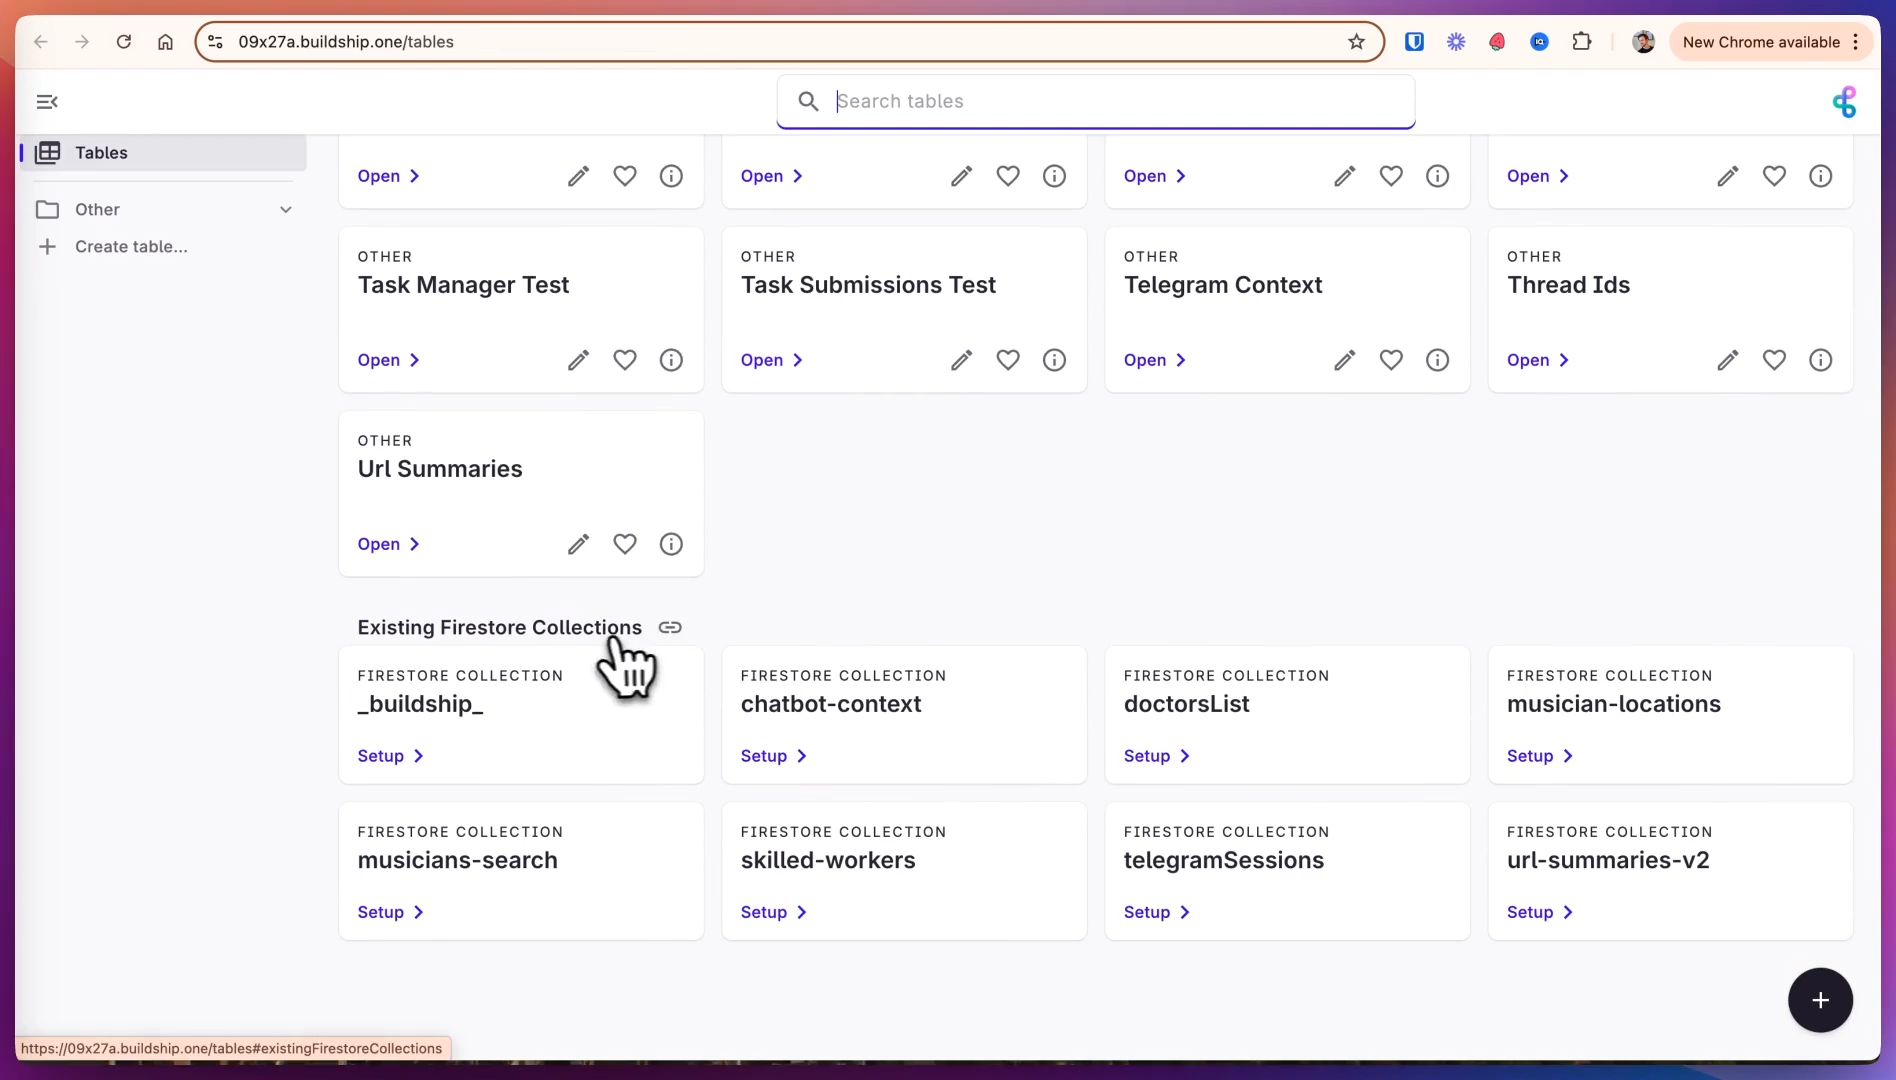 09x27a.buildship.one/tables
New Chrome available
Search tables
Tables
Other
Create table...
Open
Open
Open
Open
OTHER
Task Manager Test
Open
OTHER
Task Submissions Test
Open
OTHER
Telegram Context
Open
OTHER
Thread Ids
Open
OTHER
Url Summaries
Open
Existing Firestore Collections
FIRESTORE COLLECTION
_buildship_
Setup
FIRESTORE COLLECTION
chatbot-context
Setup
FIRESTORE COLLECTION
doctorsList
Setup
FIRESTORE COLLECTION
musician-locations
Setup
FIRESTORE COLLECTION
musicians-search
Setup
FIRESTORE COLLECTION
skilled-workers
Setup
FIRESTORE COLLECTION
telegramSessions
Setup
FIRESTORE COLLECTION
url-summaries-v2
Setup
https://09x27a.buildship.one/tables#existingFirestoreCollections